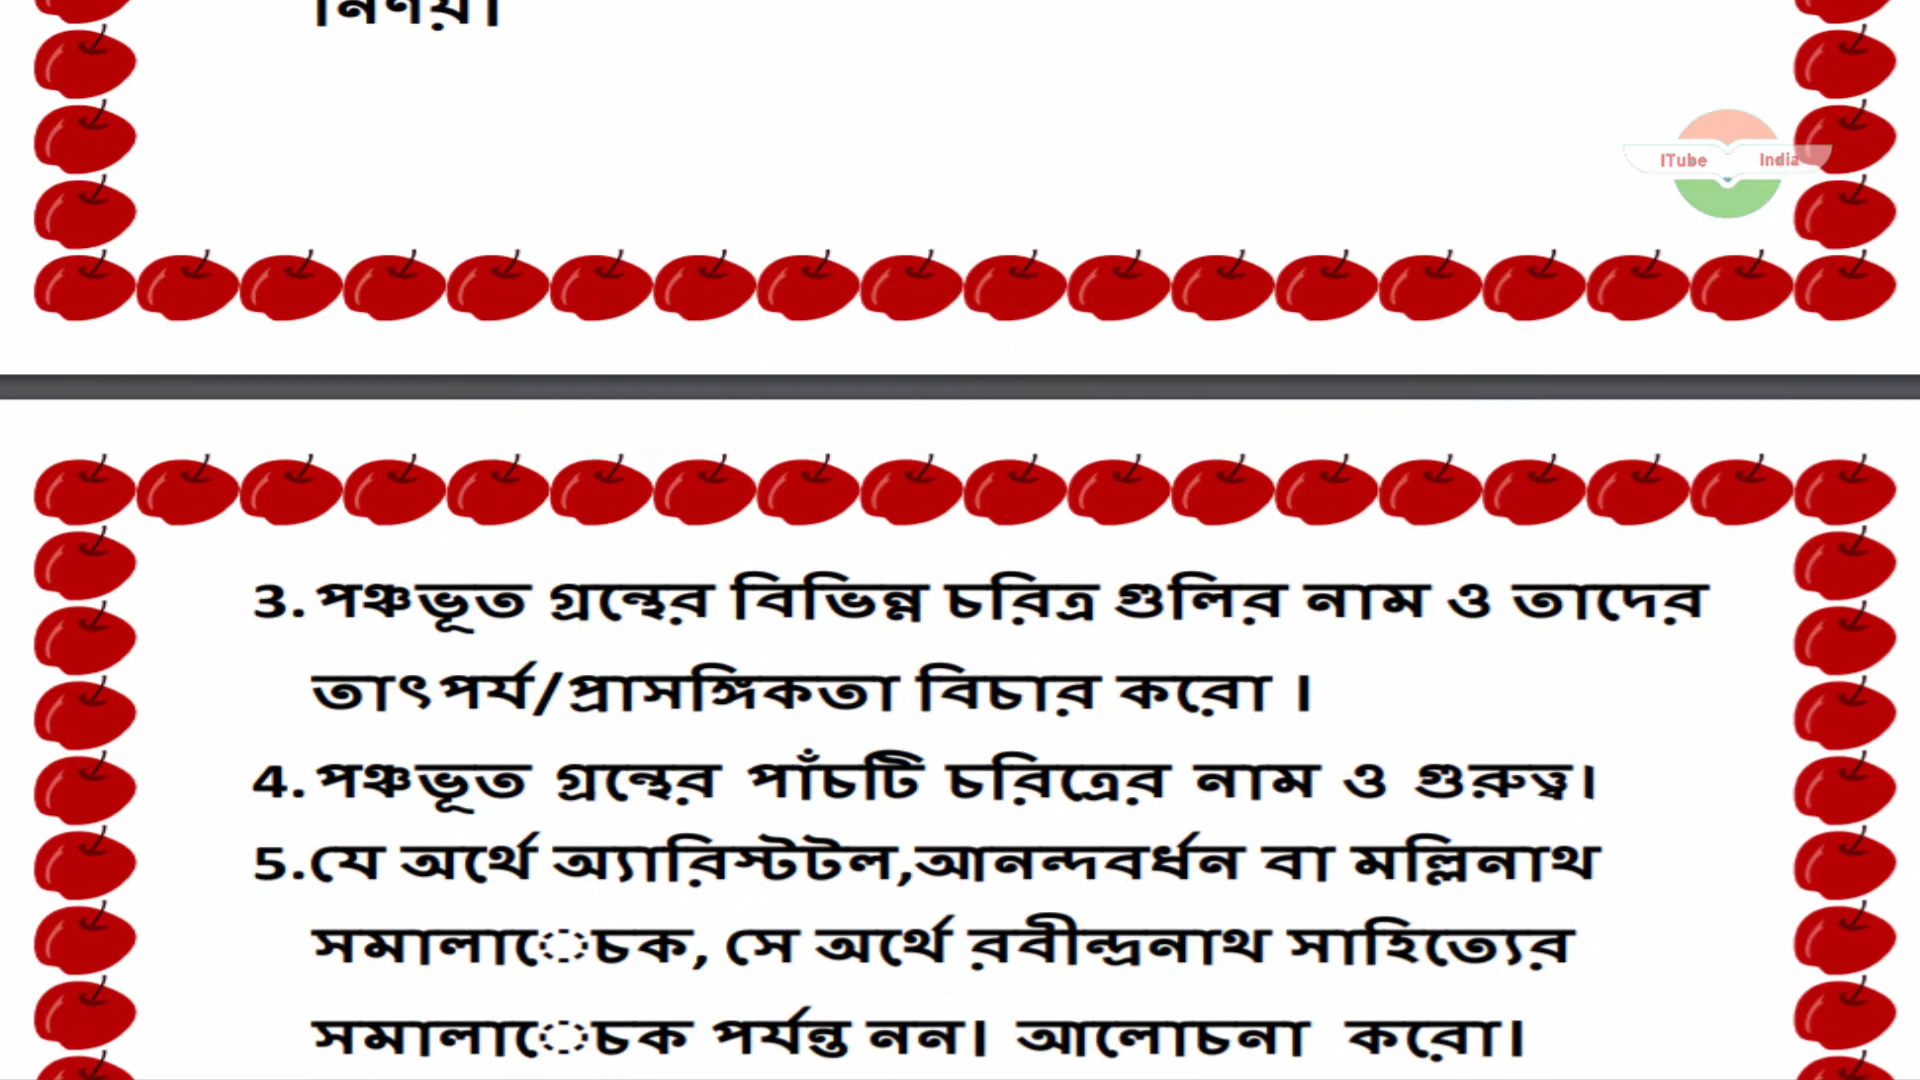 নির্ণয়।
ITube India
3. পঞ্চভূত গ্রন্থের বিভিন্ন চরিত্র গুলির নাম ও তাদের
তাৎপর্য/প্রাসঙ্গিকতা বিচার করো ।
4. পঞ্চভূত গ্রন্থের পাঁচটি চরিত্রের নাম ও গুরুত্ব।
5.যে অর্থে অ্যারিস্টটল,আনন্দবর্ধন বা মল্লিনাথ
সমালােচক, সে অর্থে রবীন্দ্রনাথ সাহিত্যের
সমালােচক পর্যন্ত নন। আলোচনা করো।